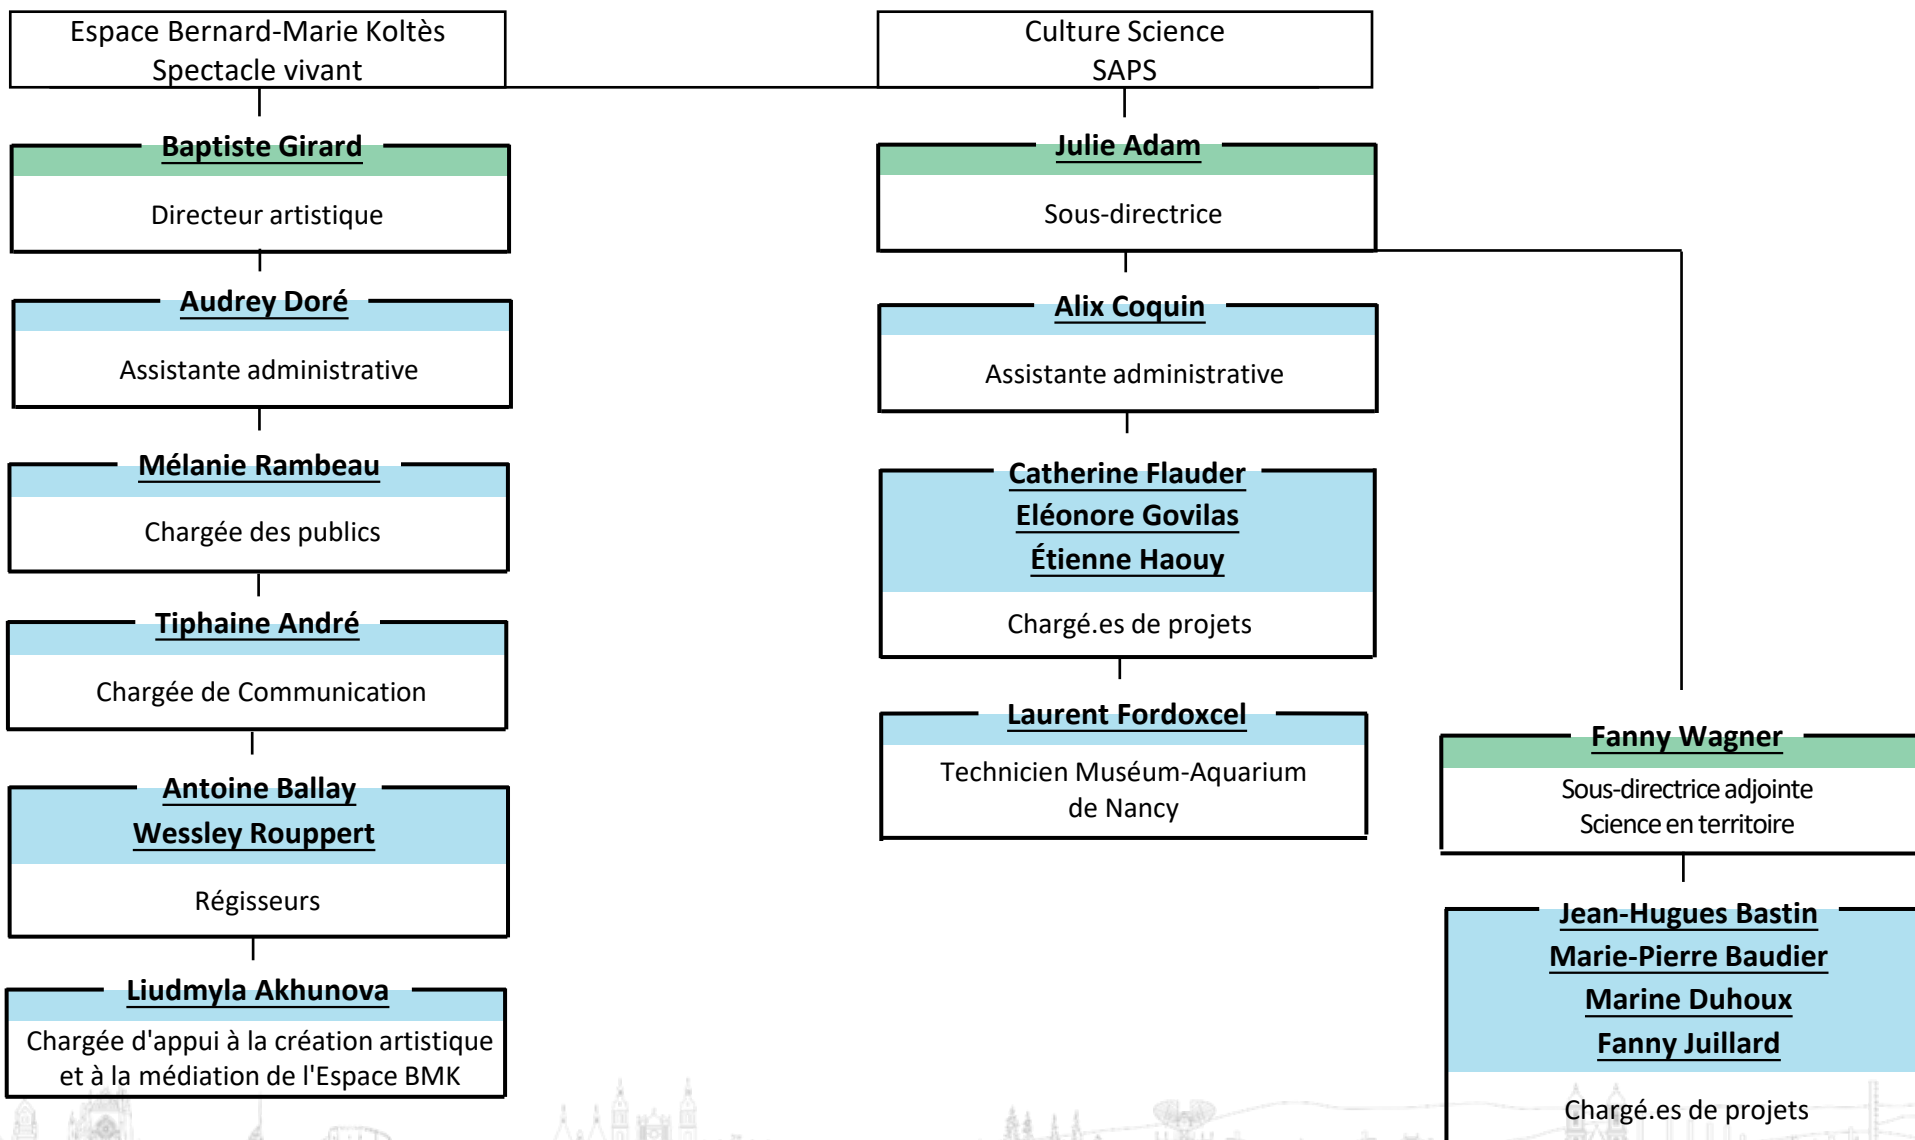 Espace Bernard-Marie Koltès
Spectacle vivant
Baptiste Girard
Directeur artistique
Audrey Doré
Assistante administrative
Mélanie Rambeau
Chargée des publics
Tiphaine André
Chargée de Communication
Antoine Ballay
Wessley Rouppert
Régisseurs
Liudmyla Akhunova
Chargée d'appui à la création artistique
et à la médiation de l'Espace BMK
Culture Science
SAPS
Julie Adam
Sous-directrice
Alix Coquin
Assistante administrative
Catherine Flauder
Eléonore Govilas
Étienne Haouy
Chargé.es de projets
Laurent Fordoxcel
Technicien Muséum-Aquarium
de Nancy
Fanny Wagner
Sous-directrice adjointe
Science en territoire
Jean-Hugues Bastin
Marie-Pierre Baudier
Marine Duhoux
Fanny Juillard
Chargé.es de projets